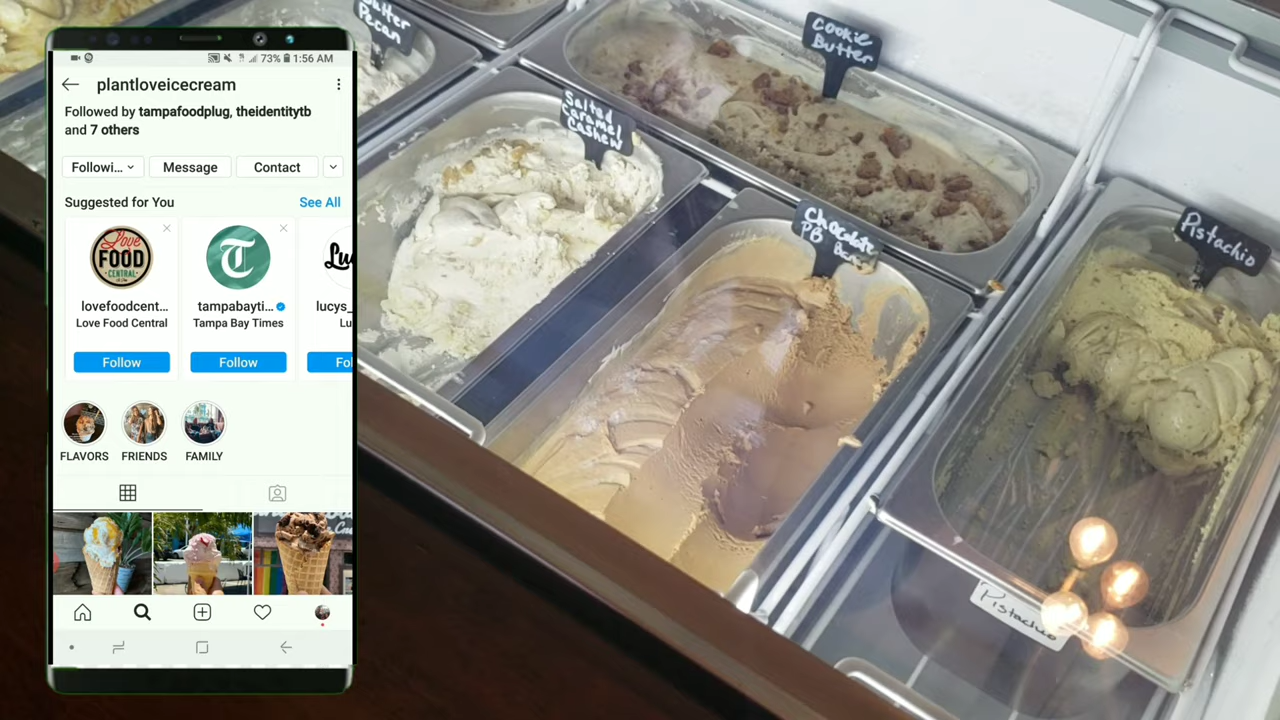 73% 1:56 AM
plantloveicecream
Followed by tampafoodplug, theidentitytb
and 7 others
Followi...
Message
Contact
Suggested for You
See All
Love
FOOD
CENTRAL
T
lovefoodcent...
tampabayti...
lucys_
Love Food Central
Tampa Bay Times
Lu
Follow
Follow
Fol
FLAVORS
FRIENDS
FAMILY
Butter
Pecan
Cookie
Butter
Salted
Caramel
Cashew
Chocolate
PB
Pistachio
Pistachio